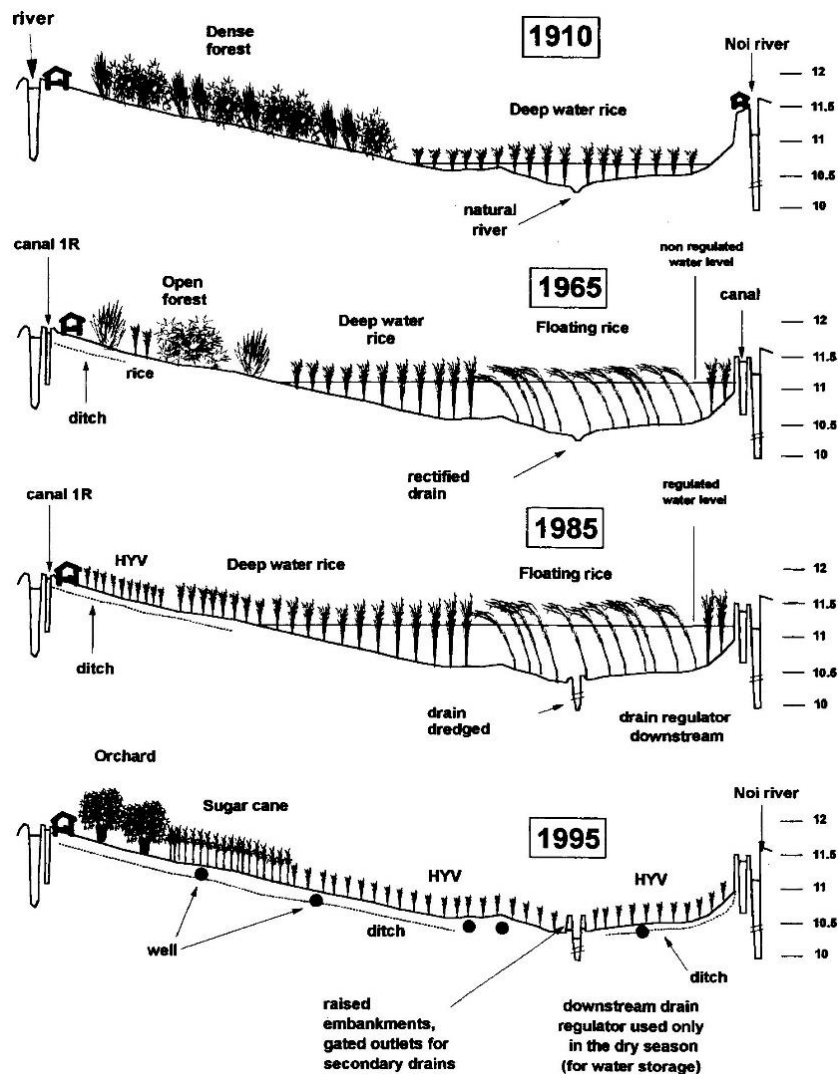 river
Dense
forest
1910
Noi river
Deep water rice
natural
river
12
11.5
11
10.5
10
canal 1R
Open
forest
1965
non regulated
water level
canal
Deep water
rice
Floating rice
rice
ditch
rectified
drain
12
11.5
11
10.5
10
canal 1R
HYV
Deep water rice
1985
Floating rice
regulated
water level
ditch
drain
dredged
drain regulator
downstream
12
11.5
11
10.5
10
Orchard
Sugar cane
1995
Noi river
HYV
HYV
well
ditch
ditch
raised
embankments,
gated outlets for
secondary drains
downstream drain
regulator used only
in the dry season
(for water storage)
12
11.5
11
10.5
10